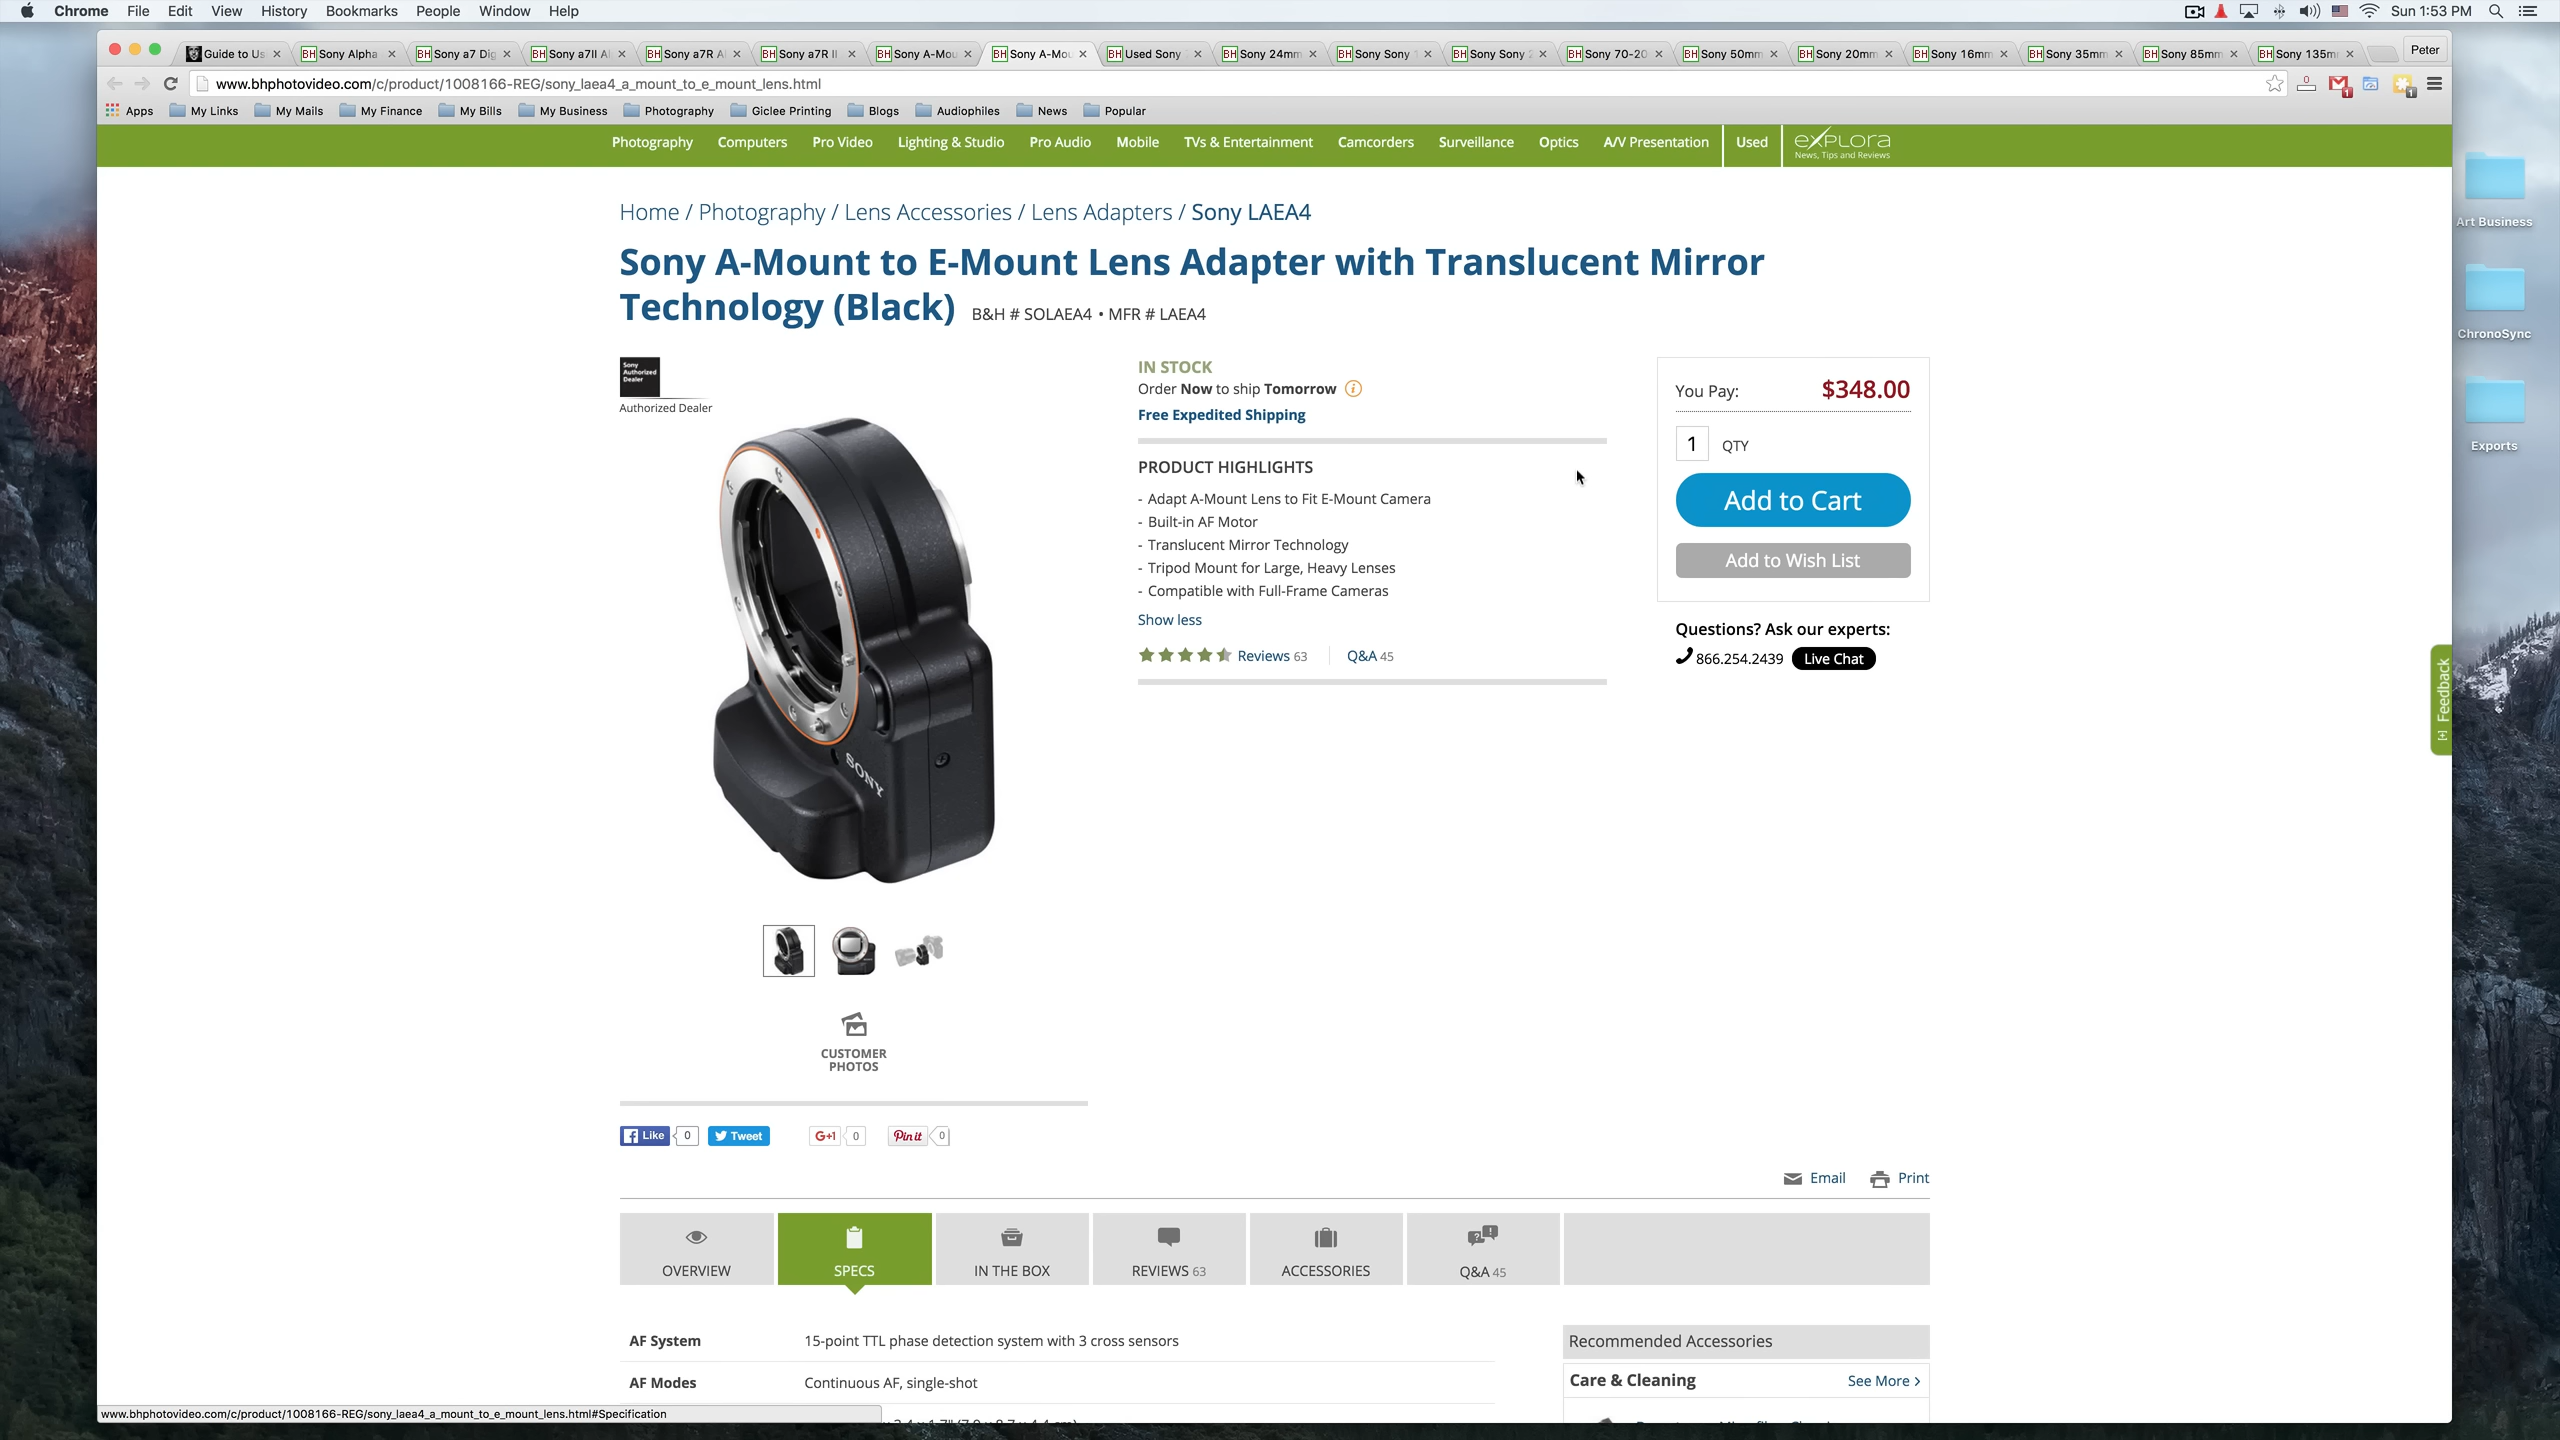 Chrome File Edit View History Bookmarks People Window Help Sun 1:53 PM
Guide to Us Sony Alpha Sony a7 Dig Sony a7II Al Sony a7R Al Sony a7R II Sony A-Mou Sony A-Mou Used Sony Sony 24mm Sony Sony 1 Sony Sony 2 Sony 70-20 Sony 50mm Sony 20mm Sony 16mm Sony 35mm Sony 85mm Sony 135m Peter
www.bhphotovideo.com/c/product/1008166-REG/sony_laea4_a_mount_to_e_mount_lens.html
Apps My Links My Mails My Finance My Bills My Business Photography Giclee Printing Blogs Audiophiles News Popular
Photography Computers Pro Video Lighting & Studio Pro Audio Mobile TVs & Entertainment Camcorders Surveillance Optics A/V Presentation Used eXPLORA
News, Tips and Reviews
Home / Photography / Lens Accessories / Lens Adapters / Sony LAEA4
Sony A-Mount to E-Mount Lens Adapter with Translucent Mirror
Technology (Black) B&H # SOLAEA4 • MFR # LAEA4
Sony
Authorized
Dealer
Authorized Dealer
SONY
IN STOCK
Order Now to ship Tomorrow
Free Expedited Shipping
PRODUCT HIGHLIGHTS
- Adapt A-Mount Lens to Fit E-Mount Camera
- Built-in AF Motor
- Translucent Mirror Technology
- Tripod Mount for Large, Heavy Lenses
- Compatible with Full-Frame Cameras
Show less
Reviews 63 Q&A 45
You Pay: $348.00
1 QTY
Add to Cart
Add to Wish List
Questions? Ask our experts:
866.254.2439 Live Chat
[+] Feedback
Art Business
ChronoSync
Exports
CUSTOMER
PHOTOS
Like 0 Tweet G+1 0 Pin it 0
Email Print
OVERVIEW SPECS IN THE BOX REVIEWS 63 ACCESSORIES Q&A 45
AF System 15-point TTL phase detection system with 3 cross sensors
AF Modes Continuous AF, single-shot
Recommended Accessories
Care & Cleaning See More >
www.bhphotovideo.com/c/product/1008166-REG/sony_laea4_a_mount_to_e_mount_lens.html#Specification